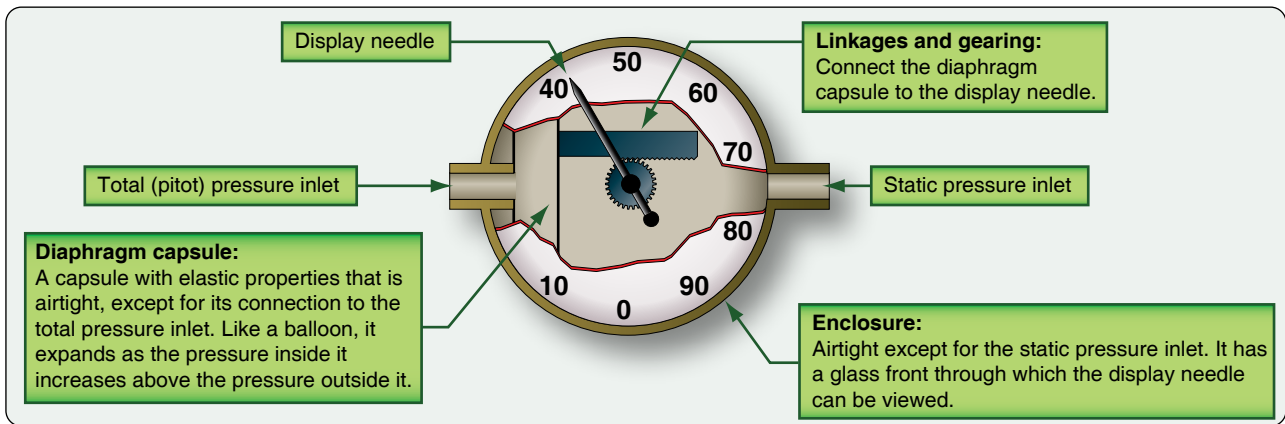 Display needle
Linkages and gearing:
Connect the diaphragm
capsule to the display needle.
50
40
60
70
Total (pitot) pressure inlet
Static pressure inlet
80
10
90
0
Diaphragm capsule:
A capsule with elastic properties that is
airtight, except for its connection to the
total pressure inlet. Like a balloon, it
expands as the pressure inside it
increases above the pressure outside it.
Enclosure:
Airtight except for the static pressure inlet. It has
a glass front through which the display needle
can be viewed.